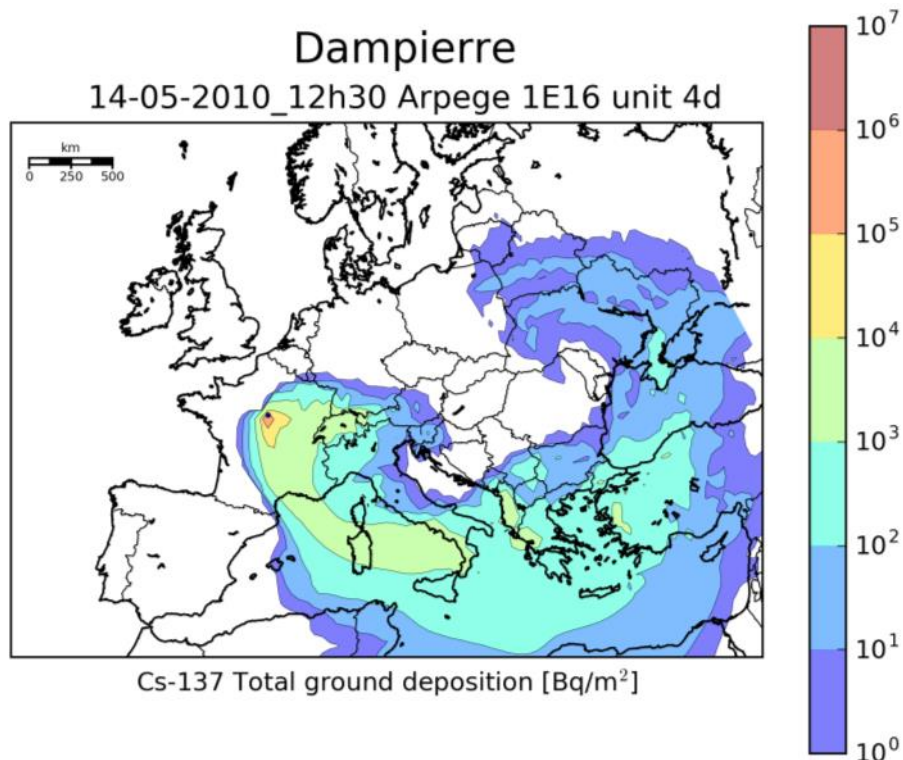 Dampierre
14-05-2010_12h30 Arpege 1E16 unit 4d
km
0 250 500
10⁷
10⁶
10⁵
10⁴
10³
10²
10¹
10⁰
Cs-137 Total ground deposition [Bq/m²]